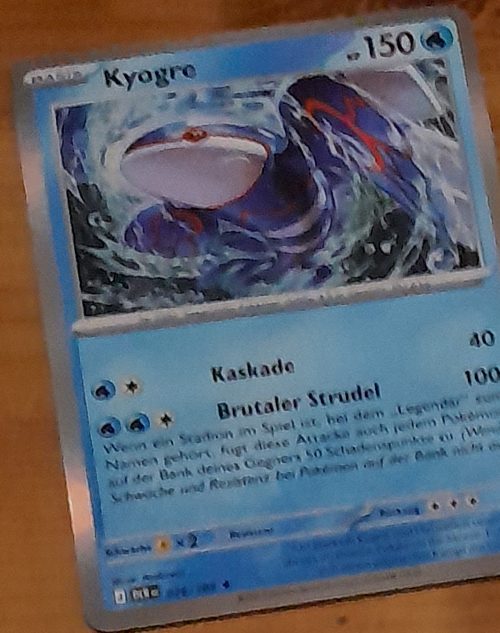 BASIS Kyogre KP 150
Kaskade 40
Brutaler Strudel 100
Wenn ein Stadion im Spiel ist, bei dem „Legendär“ zum
Namen gehört, fügt diese Attacke auch jedem Pokémon
auf der Bank deines Gegners 50 Schadenspunkte zu. (Wende
Schwäche und Resistenz bei Pokémon auf der Bank nicht
Schwäche ×2 Resistenz Rückzug